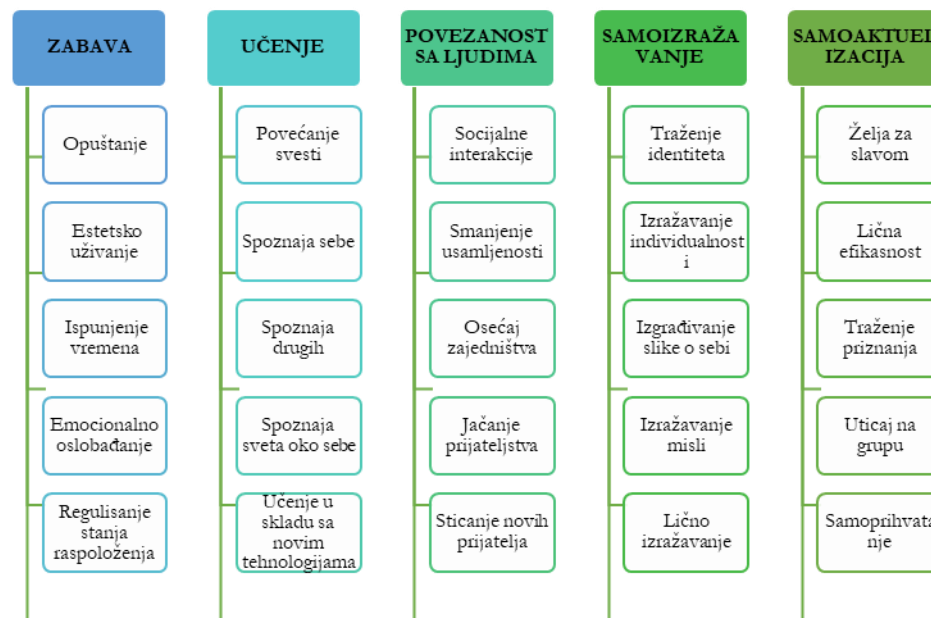 ZABAVA
Opuštanje
Estetsko
uživanje
Ispunjenje
vremena
Emocionalno
oslobađanje
Regulisanje
stanja
raspoloženja
UČENJE
Povećanje
svesti
Spoznaja sebe
Spoznaja
drugih
Spoznaja
sveta oko sebe
Učenje u
skladu sa
novim
tehnologijama
POVEZANOST
SA LJUDIMA
Socijalne
interakcije
Smanjenje
usamljenosti
Osećaj
zajedništva
Jačanje
prijateljstva
Sticanje novih
prijatelja
SAMOIZRAŽA
VANJE
Traženje
identiteta
Izražavanje
individualnost
i
Izgrađivanje
slike o sebi
Izražavanje
misli
Lično
izražavanje
SAMOAKTUEL
IZACIJA
Želja za
slavom
Lična
efikasnost
Traženje
priznanja
Uticaj na
grupu
Samoprihvata
nje